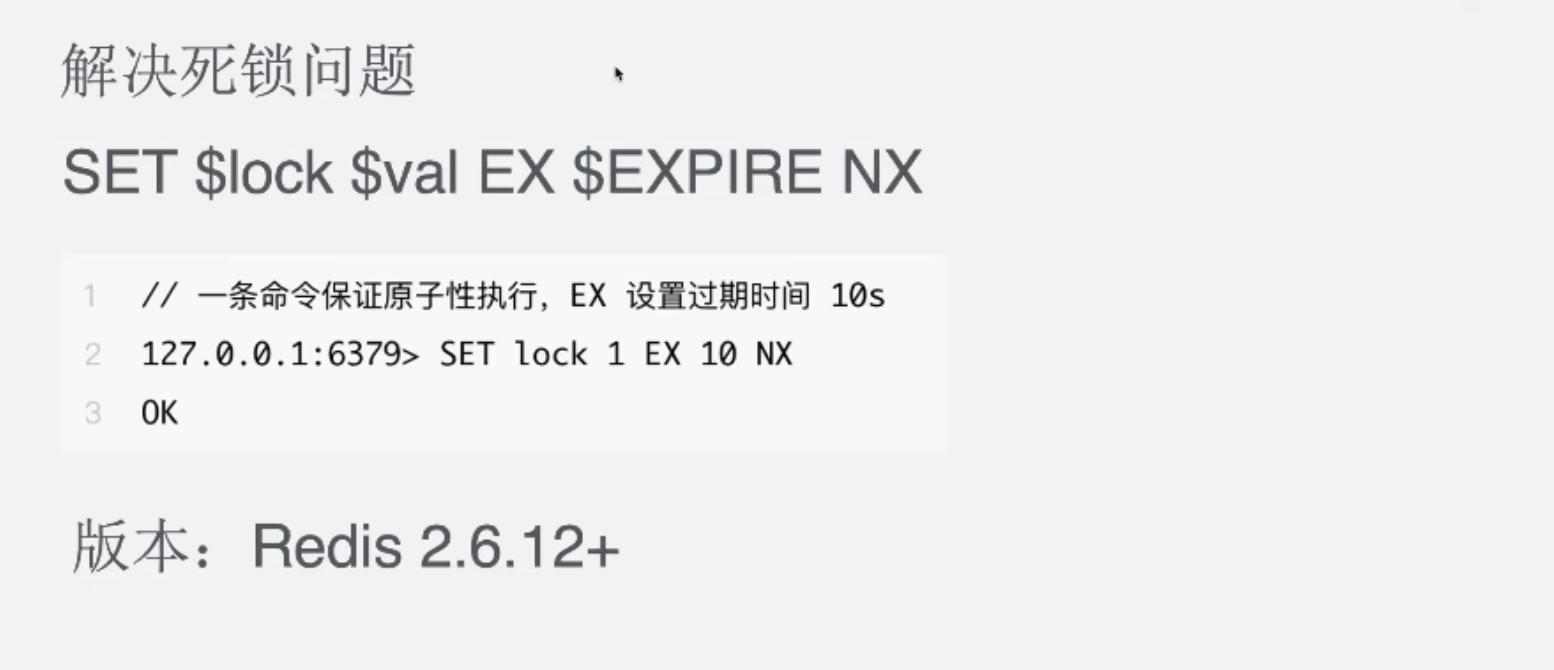 解决死锁问题
SET $lock $val EX $EXPIRE NX
1 // 一条命令保证原子性执行，EX 设置过期时间 10s
2 127.0.0.1:6379> SET lock 1 EX 10 NX
3 OK
版本：Redis 2.6.12+